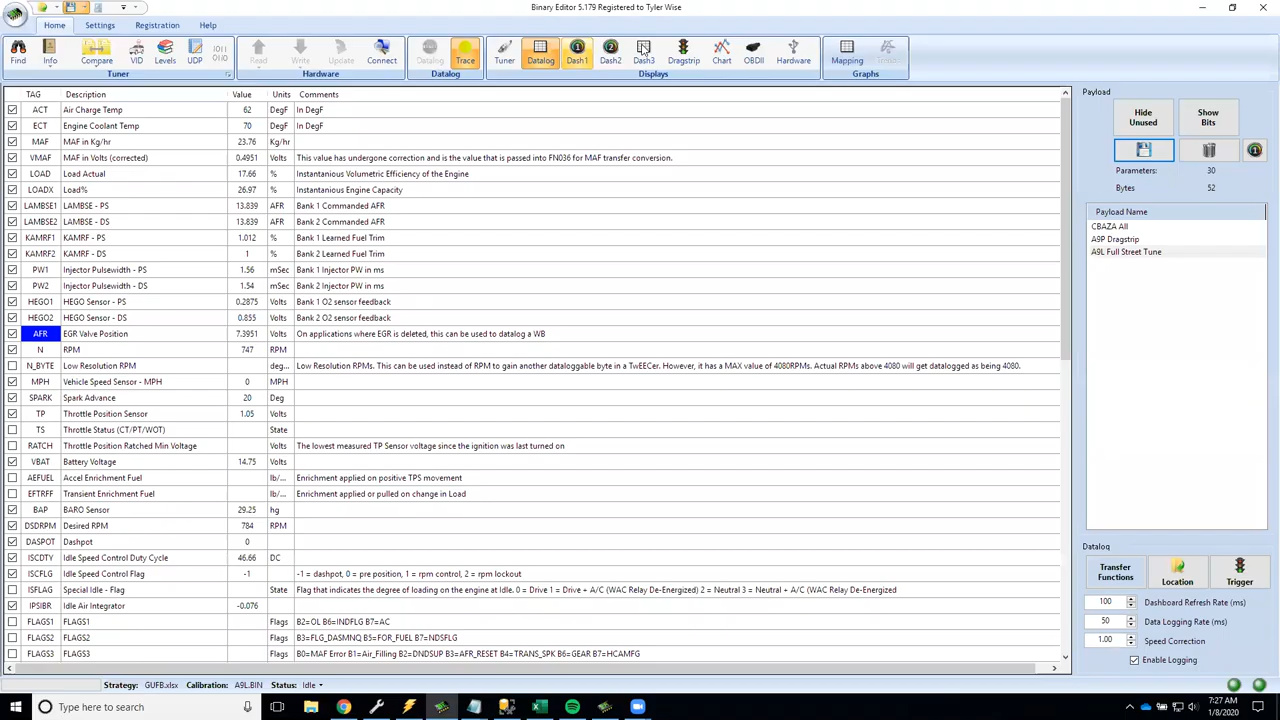 Binary Editor 5.179 Registered to Tyler Wise
Home Settings Registration Help
Find Info Compare VID Levels UDP Read Write Update Connect Datalog Trace Tuner Datalog Dash1 Dash2 Dash3 Dragstrip Chart OBDII Hardware Mapping
Tuner Hardware Datalog Displays Graphs
TAG Description Value Units Comments
ACT Air Charge Temp 62 DegF In DegF
ECT Engine Coolant Temp 70 DegF In DegF
MAF MAF in Kg/hr 23.76 Kg/hr
VMAF MAF in Volts (corrected) 0.4951 Volts This value has undergone correction and is the value that is passed into FN036 for MAF transfer conversion.
LOAD Load Actual 17.66 % Instantanious Volumetric Efficiency of the Engine
LOADX Load% 26.97 % Instantanious Engine Capacity
LAMBSE1 LAMBSE - PS 13.839 AFR Bank 1 Commanded AFR
LAMBSE2 LAMBSE - DS 13.839 AFR Bank 2 Commanded AFR
KAMRF1 KAMRF - PS 1.012 % Bank 1 Learned Fuel Trim
KAMRF2 KAMRF - DS 1 % Bank 2 Learned Fuel Trim
PW1 Injector Pulsewidth - PS 1.56 mSec Bank 1 Injector PW in ms
PW2 Injector Pulsewidth - DS 1.54 mSec Bank 2 Injector PW in ms
HEGO1 HEGO Sensor - PS 0.2875 Volts Bank 1 O2 sensor feedback
HEGO2 HEGO Sensor - DS 0.855 Volts Bank 2 O2 sensor feedback
AFR EGR Valve Position 7.3951 Volts On applications where EGR is deleted, this can be used to datalog a WB
N RPM 747 RPM
N_BYTE Low Resolution RPM deg... Low Resolution RPMs. This can be used instead of RPM to gain another dataloggable byte in a TwEECer. However, it has a MAX value of 4080RPMs. Actual RPMs above 4080 will get datalogged as being 4080.
MPH Vehicle Speed Sensor - MPH 0 MPH
SPARK Spark Advance 20 Deg
TP Throttle Position Sensor 1.05 Volts
TS Throttle Status (CT/PT/WOT) State
RATCH Throttle Position Ratched Min Voltage Volts The lowest measured TP Sensor voltage since the ignition was last turned on
VBAT Battery Voltage 14.75 Volts
AEFUEL Accel Enrichment Fuel lb/... Enrichment applied on positive TPS movement
EFTRFF Transient Enrichment Fuel lb/... Enrichment applied or pulled on change in Load
BAP BARO Sensor 29.25 hg
DSDRPM Desired RPM 784 RPM
DASPOT Dashpot 0
ISCDTY Idle Speed Control Duty Cycle 46.66 DC
ISCFLG Idle Speed Control Flag -1 -1 = dashpot, 0 = pre position, 1 = rpm control, 2 = rpm lockout
ISFLAG Special Idle - Flag State Flag that indicates the degree of loading on the engine at Idle. 0 = Drive 1 = Drive + A/C (WAC Relay De-Energized) 2 = Neutral 3 = Neutral + A/C (WAC Relay De-Energized
IPSIBR Idle Air Integrator -0.076
FLAGS1 FLAGS1 Flags B2=OL B6=INDFLG B7=AC
FLAGS2 FLAGS2 Flags B3=FLG_DASMNQ B5=FOR_FUEL B7=NDSFLG
FLAGS3 FLAGS3 Flags B0=MAF Error B1=Air_Filling B2=DNDSUP B3=AFR_RESET B4=TRANS_SPK B6=GEAR B7=HCAMFG
Payload
Hide Unused Show Bits
Parameters: 30
Bytes 52
Payload Name
CBAZA All
A9P Dragstrip
A9L Full Street Tune
Datalog
Transfer Functions Location Trigger
100 Dashboard Refresh Rate (ms)
50 Data Logging Rate (ms)
1.00 Speed Correction
Enable Logging
Strategy: GUFB.xlsx Calibration: A9L.BIN Status: Idle
Type here to search
7:27 AM
1/8/2020